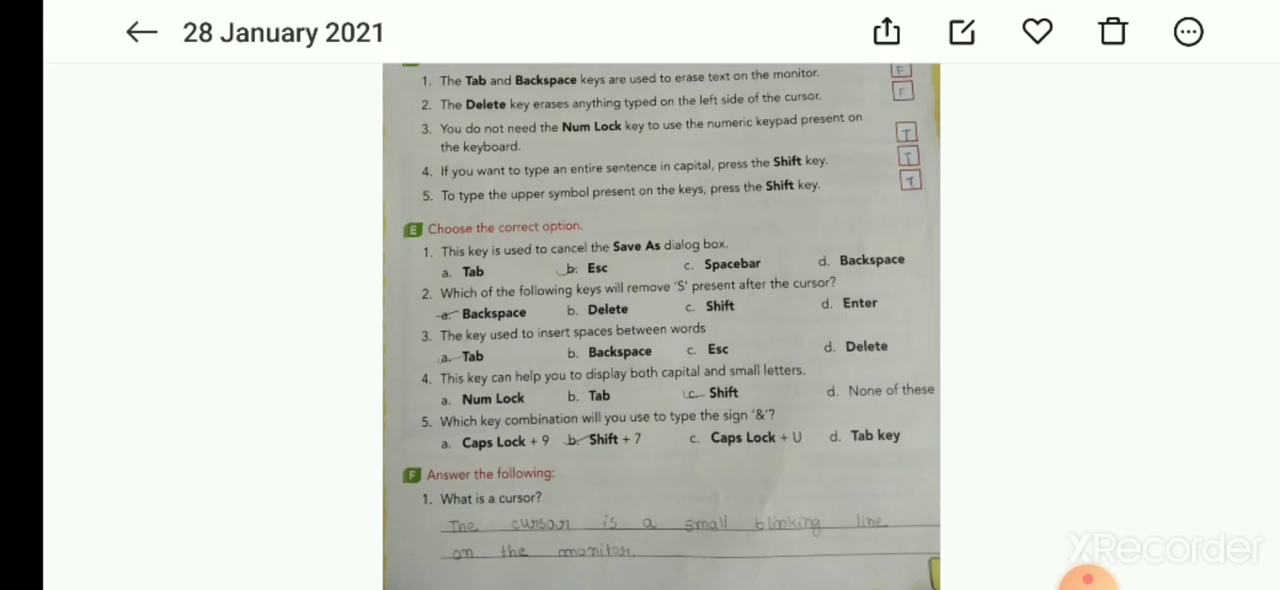 28 January 2021
1. The Tab and Backspace keys are used to erase text on the monitor. F
2. The Delete key erases anything typed on the left side of the cursor. F
3. You do not need the Num Lock key to use the numeric keypad present on
the keyboard. T
4. If you want to type an entire sentence in capital, press the Shift key. T
5. To type the upper symbol present on the keys, press the Shift key. T
E Choose the correct option.
1. This key is used to cancel the Save As dialog box.
a. Tab b. Esc c. Spacebar d. Backspace
2. Which of the following keys will remove 'S' present after the cursor?
a. Backspace b. Delete c. Shift d. Enter
3. The key used to insert spaces between words
a. Tab b. Backspace c. Esc d. Delete
4. This key can help you to display both capital and small letters.
a. Num Lock b. Tab c. Shift d. None of these
5. Which key combination will you use to type the sign '&'?
a. Caps Lock + 9 b. Shift + 7 c. Caps Lock + U d. Tab key
F Answer the following:
1. What is a cursor?
The cursour is a small blinking line
on the monitor.
XRecorder